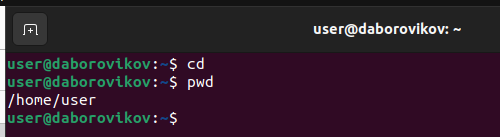 user@daborovikov: ~
user@daborovikov:~$ cd
user@daborovikov:~$ pwd
/home/user
user@daborovikov:~$